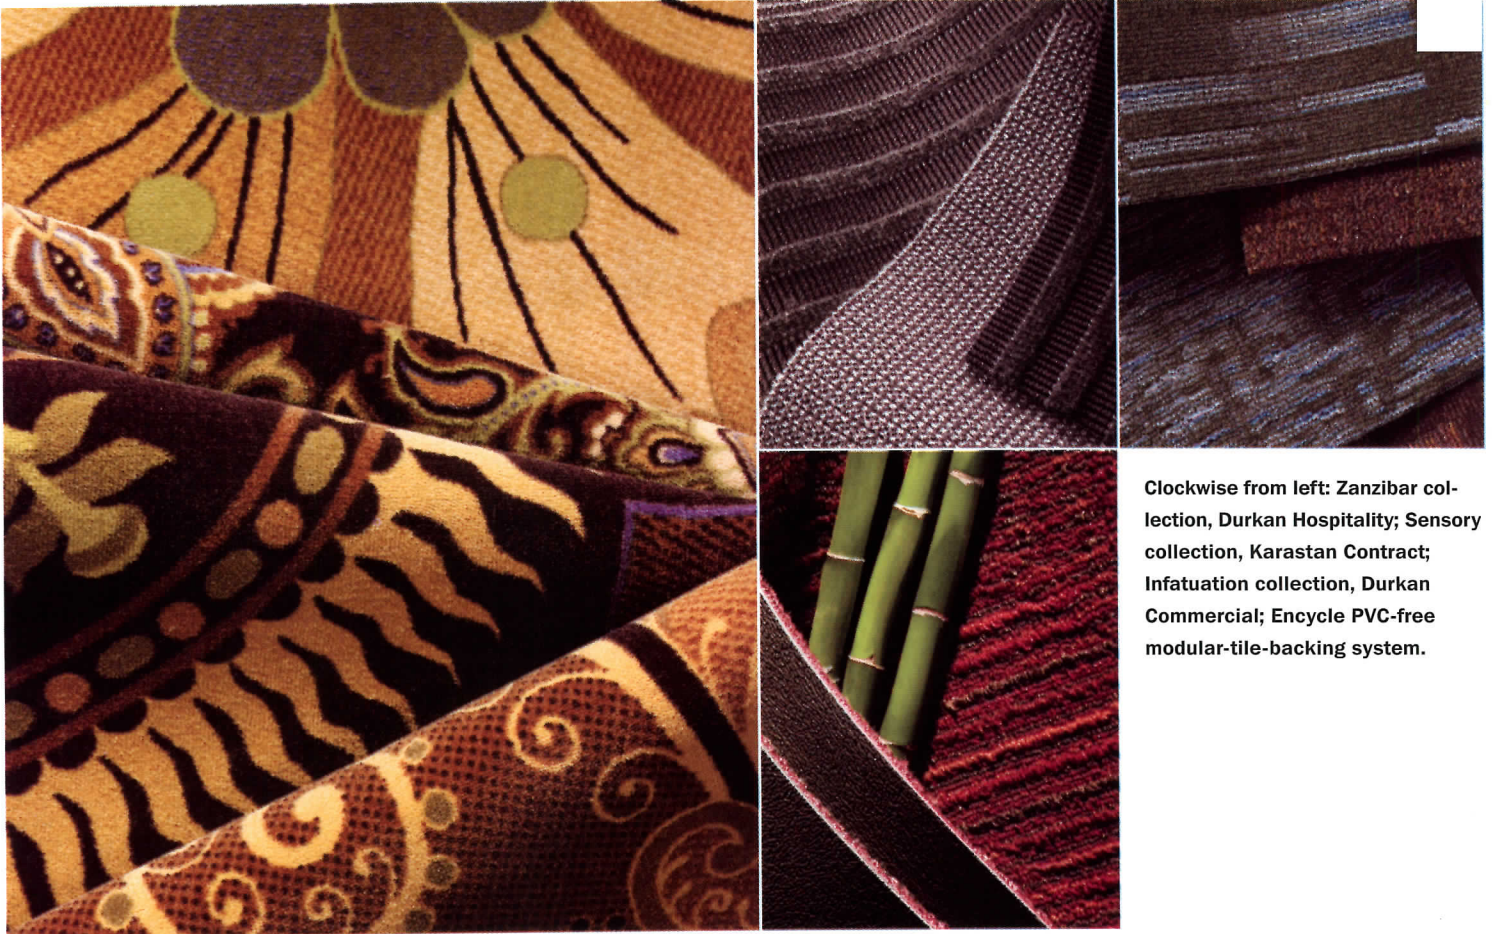 Clockwise from left: Zanzibar col-
lection, Durkan Hospitality; Sensory
collection, Karastan Contract;
Infatuation collection, Durkan
Commercial; Encycle PVC-free
modular-tile-backing system.